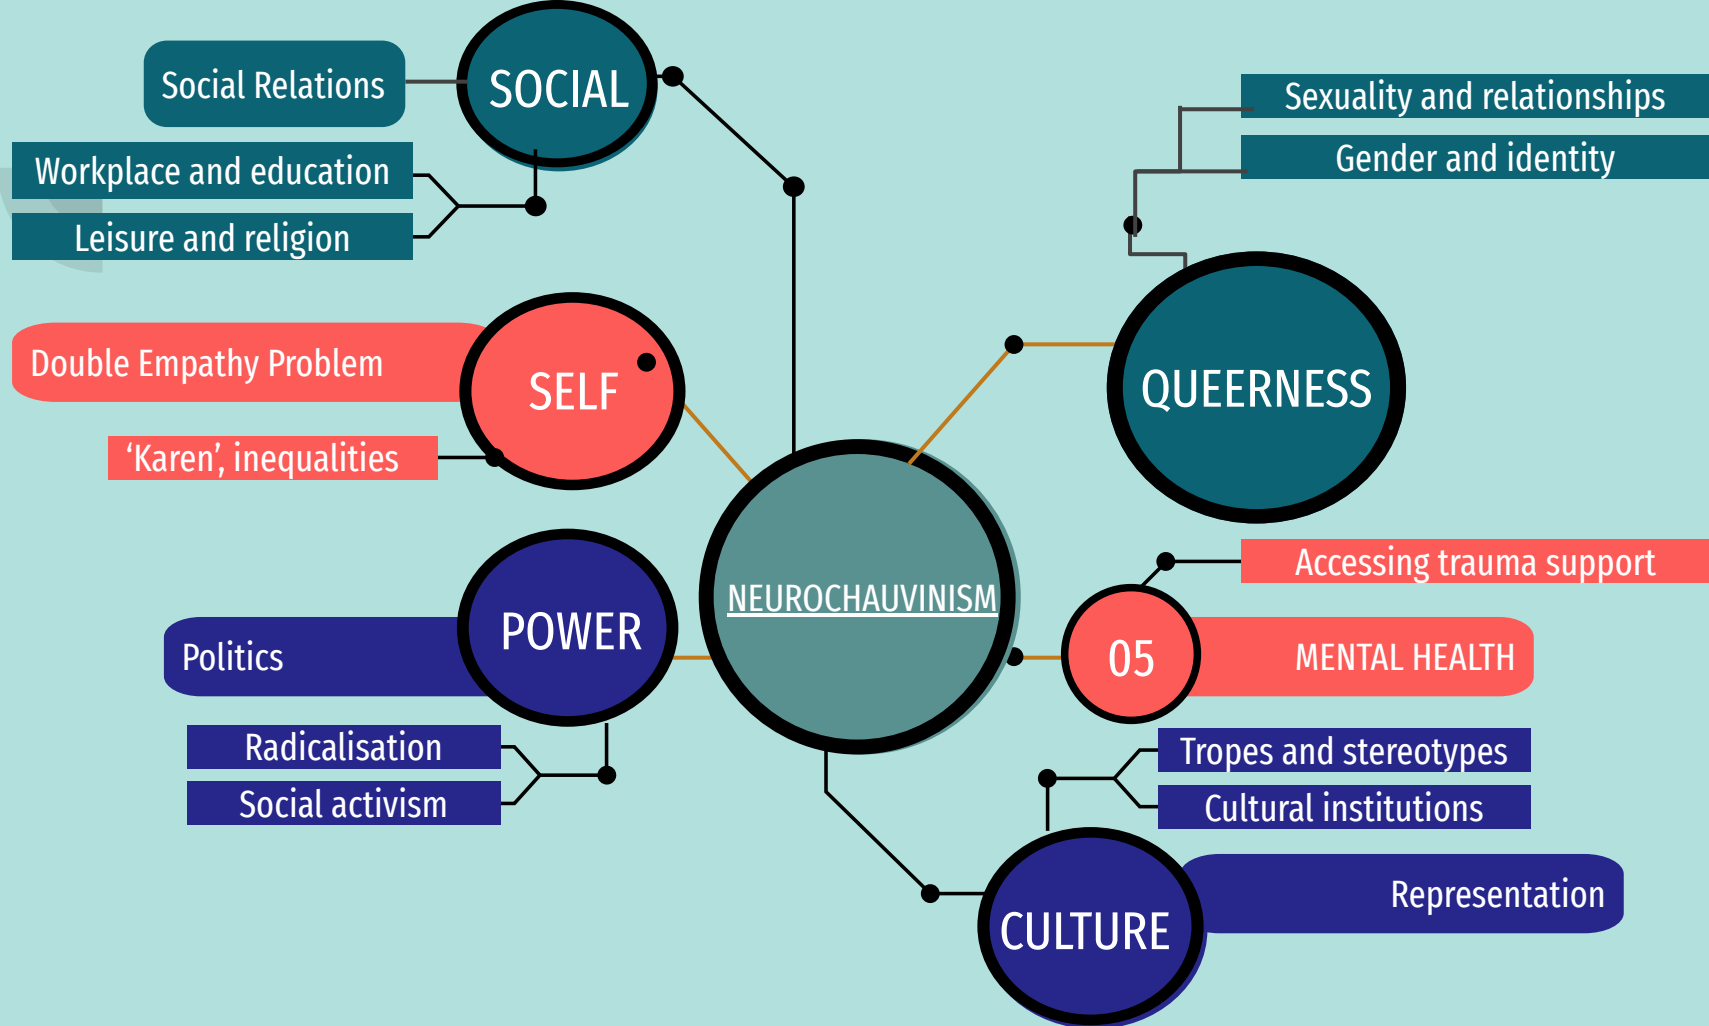 SOCIAL
Social Relations
Workplace and education
Leisure and religion
Sexuality and relationships
Gender and identity
QUEERNESS
Double Empathy Problem
SELF
‘Karen’, inequalities
NEUROCHAUVINISM
POWER
Politics
Radicalisation
Social activism
Accessing trauma support
05
MENTAL HEALTH
Tropes and stereotypes
Cultural institutions
Representation
CULTURE